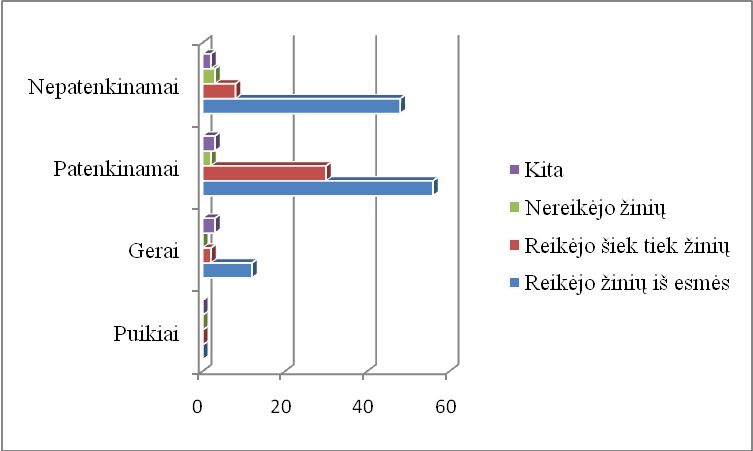 Nepatenkinamai
Patenkinamai
Gerai
Puikiai
0 20 40 60
Kita
Nereikėjo žinių
Reikėjo šiek tiek žinių
Reikėjo žinių iš esmės